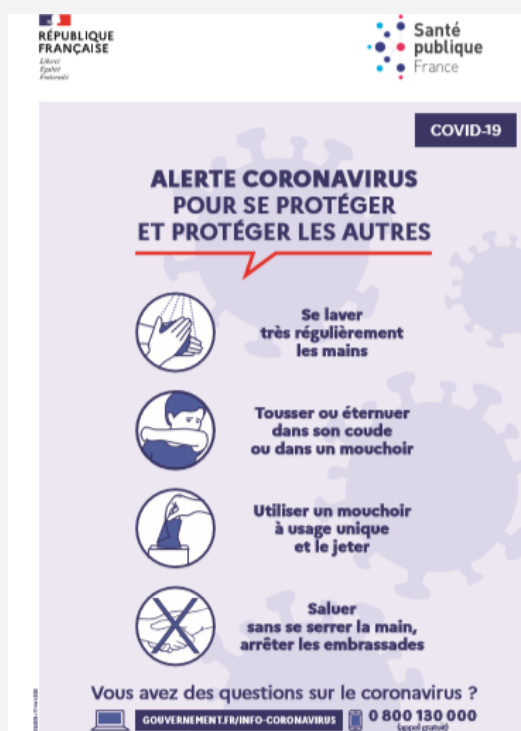 RÉPUBLIQUE
FRANÇAISE
Liberté
Égalité
Fraternité
Santé
publique
France
COVID-19
ALERTE CORONAVIRUS
POUR SE PROTÉGER
ET PROTÉGER LES AUTRES
Se laver
très régulièrement
les mains
Tousser ou éternuer
dans son coude
ou dans un mouchoir
Utiliser un mouchoir
à usage unique
et le jeter
Saluer
sans se serrer la main,
arrêter les embrassades
Vous avez des questions sur le coronavirus ?
GOUVERNEMENT.FR/INFO-CORONAVIRUS
0 800 130 000
(appel gratuit)